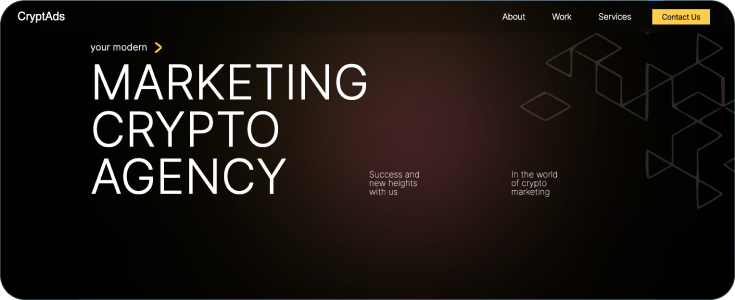 CryptAds
About
Work
Services
Contact Us
your modern
MARKETING
CRYPTO
AGENCY
Success and
new heights
with us
In the world
of crypto
marketing